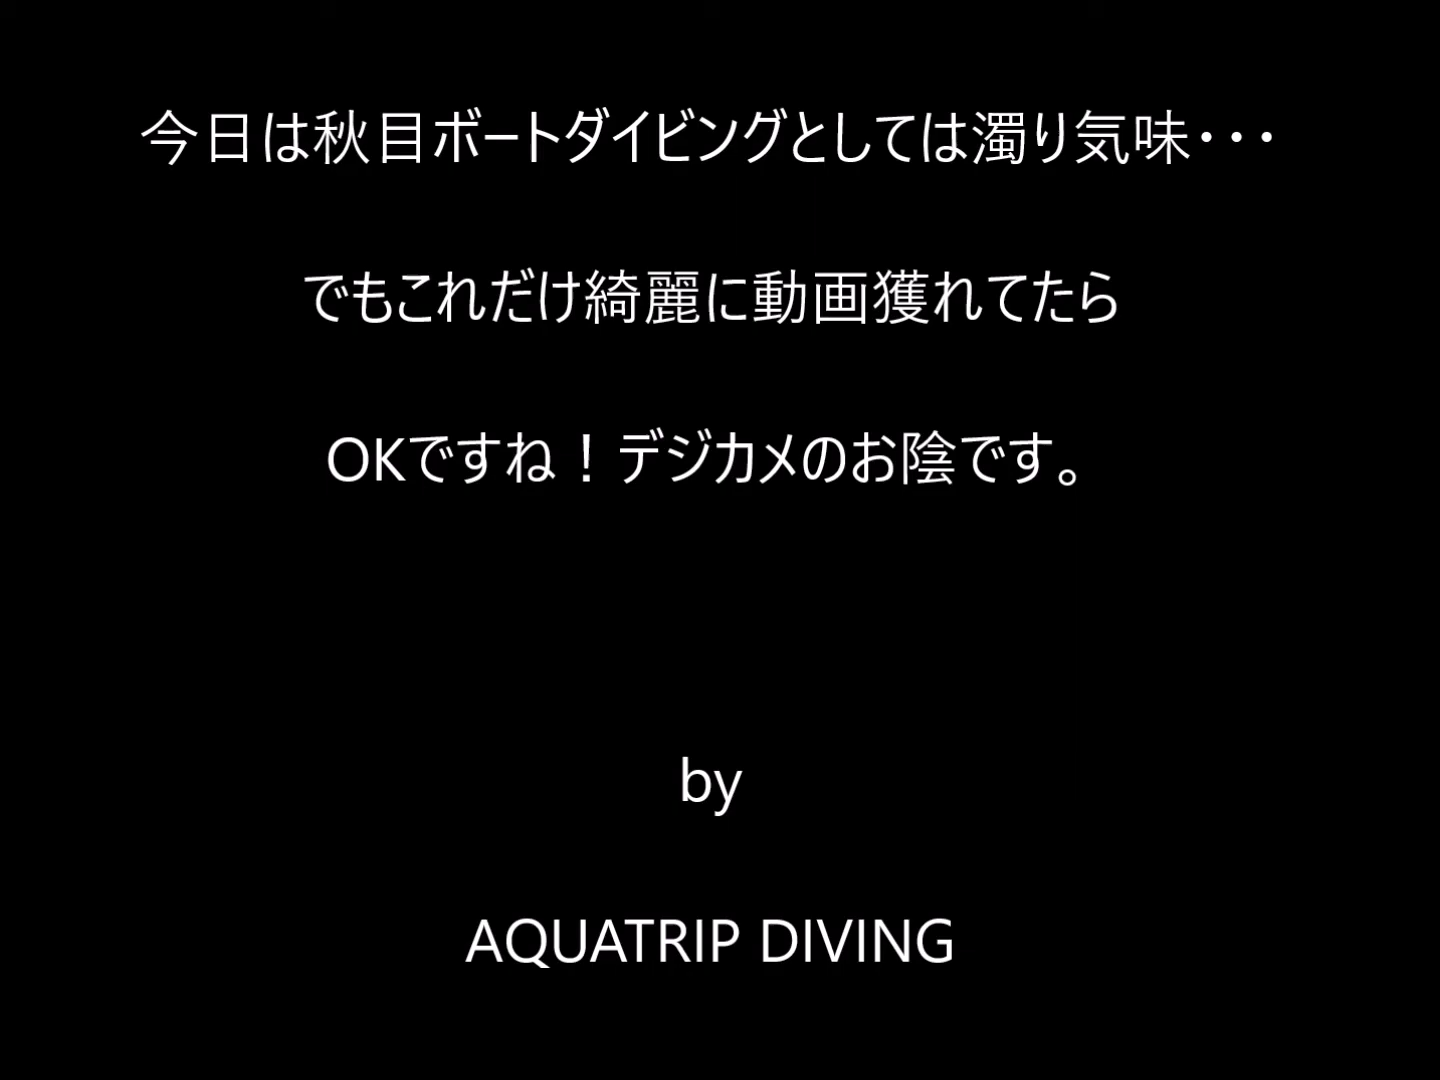 今日は秋目ボートダイビングとしては濁り気味･･･
でもこれだけ綺麗に動画獲れてたら
OKですね！デジカメのお陰です。
by
AQUATRIP DIVING